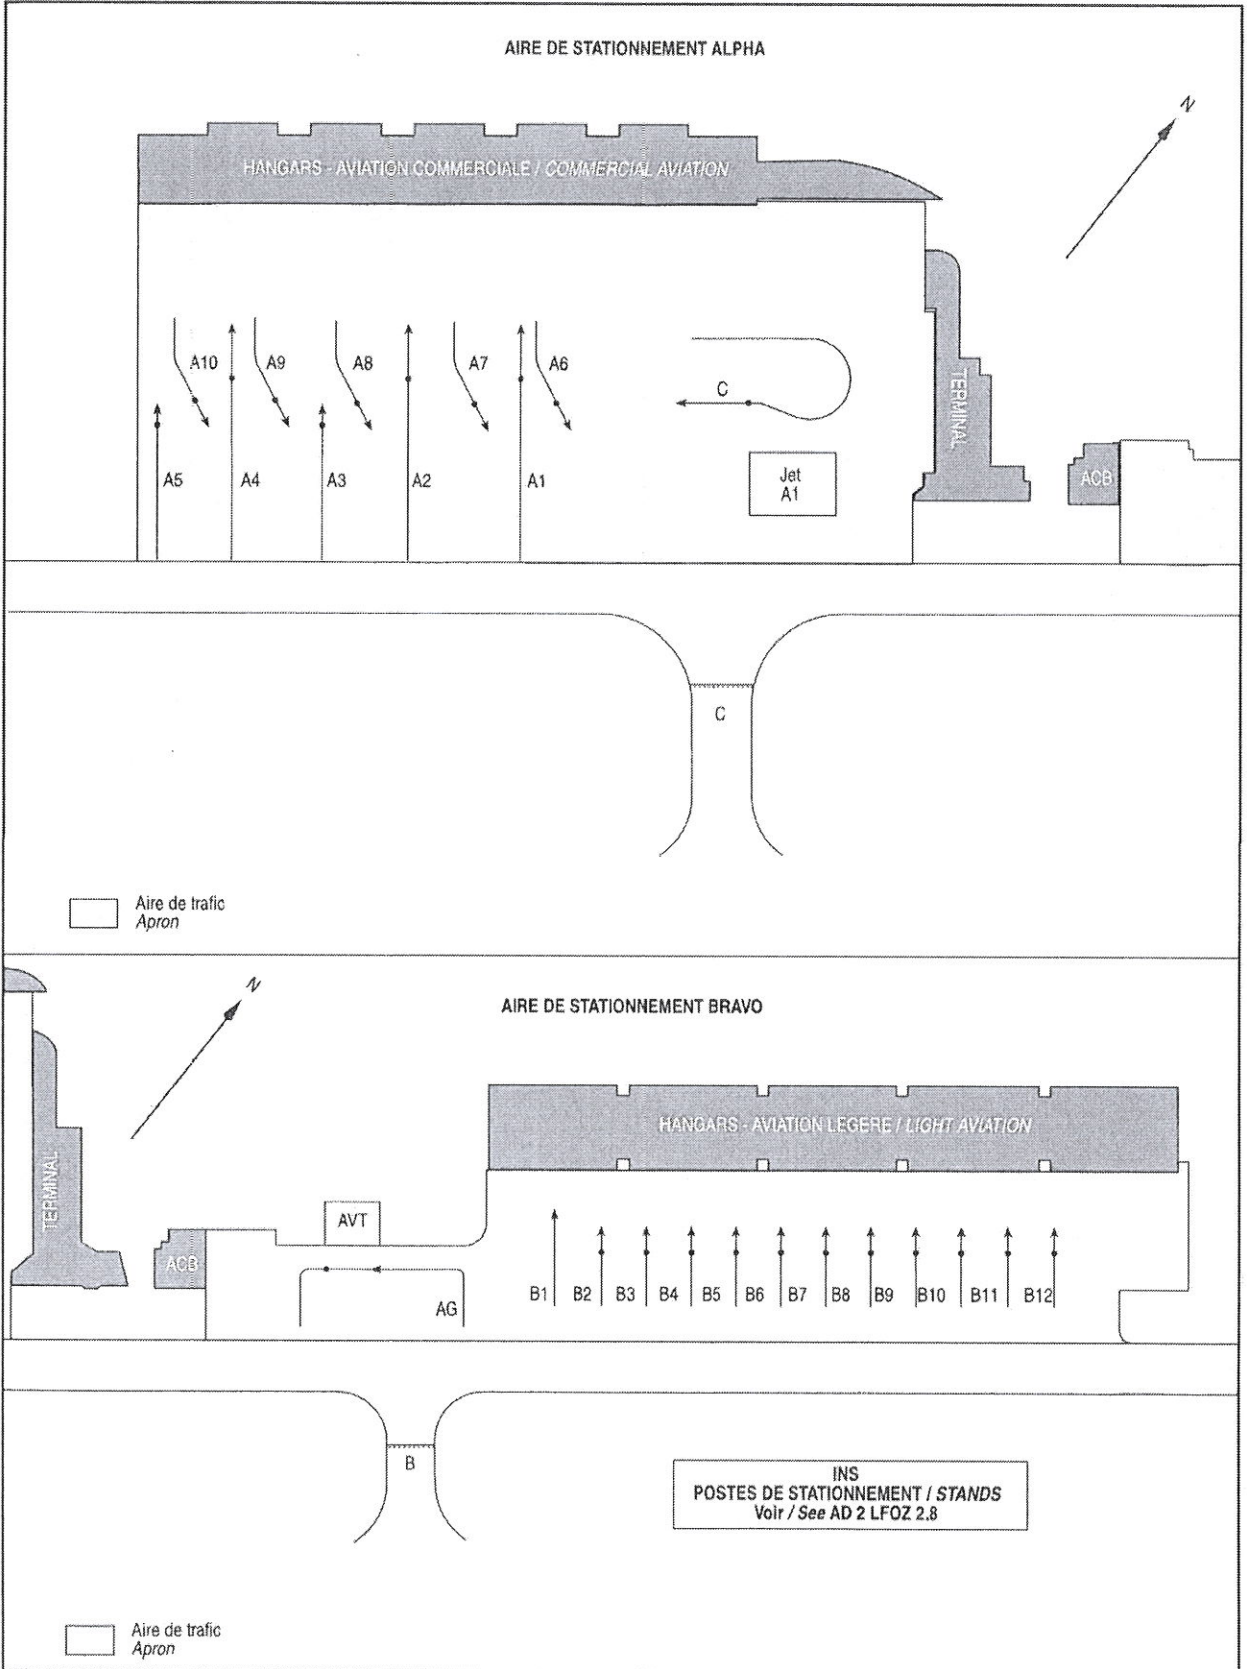 AIRE DE STATIONNEMENT ALPHA
N
HANGARS - AVIATION COMMERCIALE / COMMERCIAL AVIATION
A10
A9
A8
A7
A6
C
TERMINAL
A5
A4
A3
A2
A1
Jet
A1
ACB
C
Aire de trafic
Apron
N
AIRE DE STATIONNEMENT BRAVO
HANGARS - AVIATION LEGERE / LIGHT AVIATION
TERMINAL
AVT
ACB
AG
B1
B2
B3
B4
B5
B6
B7
B8
B9
B10
B11
B12
B
INS
POSTES DE STATIONNEMENT / STANDS
Voir / See AD 2 LFOZ 2.8
Aire de trafic
Apron